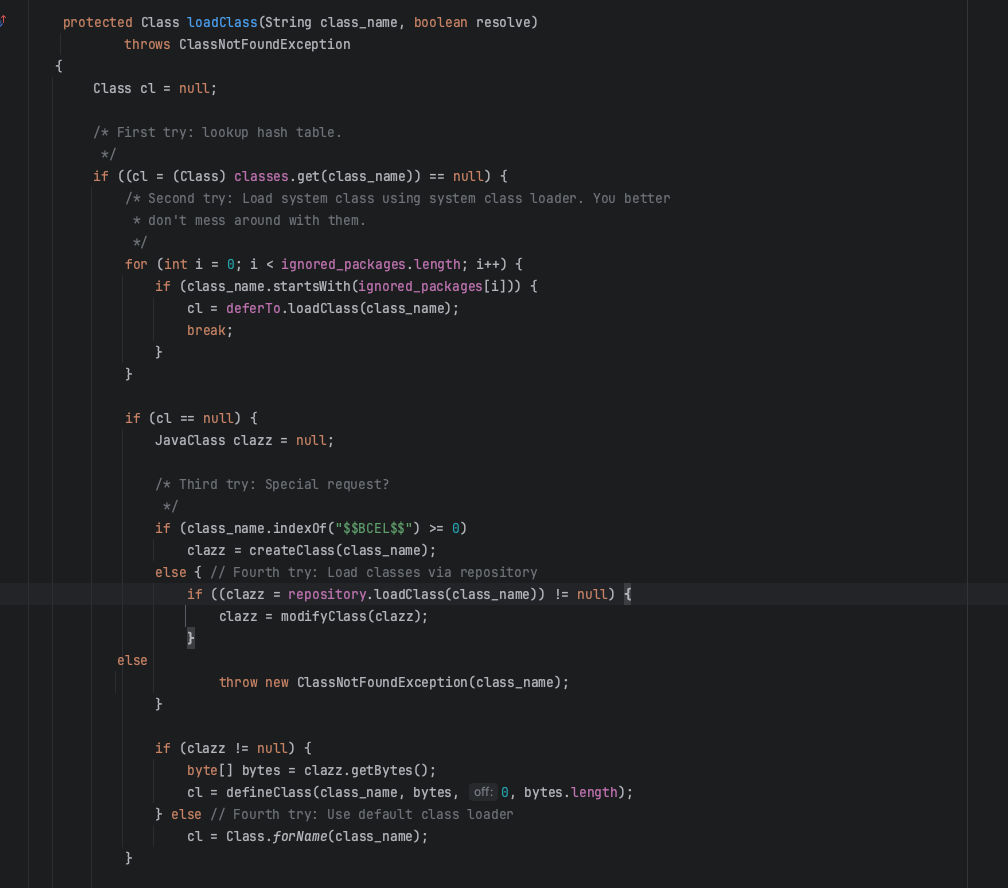 protected Class loadClass(String class_name, boolean resolve)
throws ClassNotFoundException
{
Class cl = null;
/* First try: lookup hash table.
*/
if ((cl = (Class) classes.get(class_name)) == null) {
/* Second try: Load system class using system class loader. You better
* don't mess around with them.
*/
for (int i = 0; i < ignored_packages.length; i++) {
if (class_name.startsWith(ignored_packages[i])) {
cl = deferTo.loadClass(class_name);
break;
}
}
if (cl == null) {
JavaClass clazz = null;
/* Third try: Special request?
*/
if (class_name.indexOf("$$BCEL$$") >= 0)
clazz = createClass(class_name);
else { // Fourth try: Load classes via repository
if ((clazz = repository.loadClass(class_name)) != null) {
clazz = modifyClass(clazz);
}
else
throw new ClassNotFoundException(class_name);
}
if (clazz != null) {
byte[] bytes = clazz.getBytes();
cl = defineClass(class_name, bytes, off: 0, bytes.length);
} else // Fourth try: Use default class loader
cl = Class.forName(class_name);
}